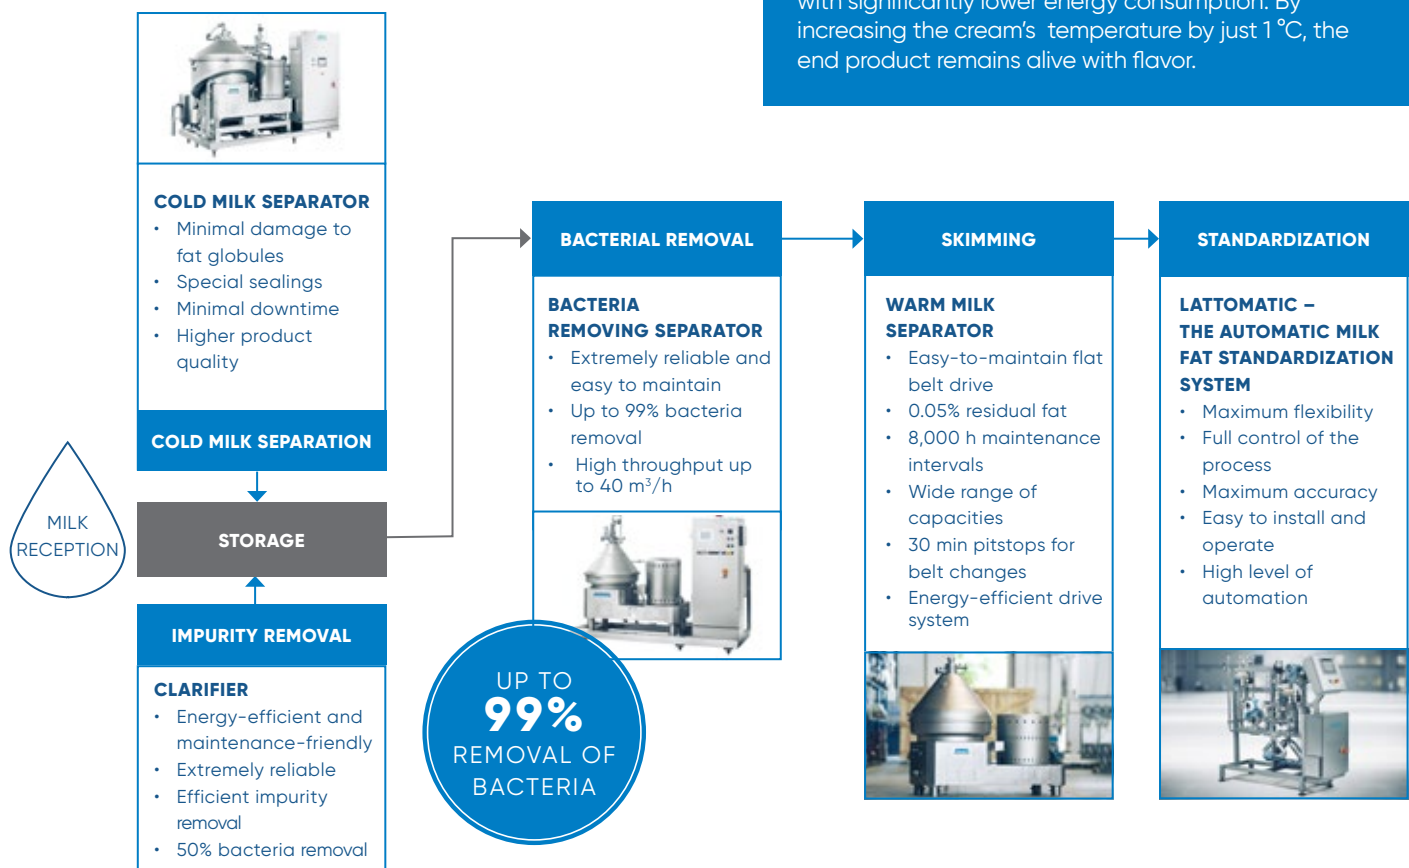 with significantly lower energy consumption. By
increasing the cream's temperature by just 1 °C, the
end product remains alive with flavor.
COLD MILK SEPARATOR
• Minimal damage to
fat globules
• Special sealings
• Minimal downtime
• Higher product
quality
COLD MILK SEPARATION
MILK
RECEPTION
STORAGE
IMPURITY REMOVAL
CLARIFIER
• Energy-efficient and
maintenance-friendly
• Extremely reliable
• Efficient impurity
removal
• 50% bacteria removal
BACTERIAL REMOVAL
BACTERIA
REMOVING SEPARATOR
• Extremely reliable and
easy to maintain
• Up to 99% bacteria
removal
• High throughput up
to 40 m³/h
UP TO
99%
REMOVAL OF
BACTERIA
SKIMMING
WARM MILK
SEPARATOR
• Easy-to-maintain flat
belt drive
• 0.05% residual fat
• 8,000 h maintenance
intervals
• Wide range of
capacities
• 30 min pitstops for
belt changes
• Energy-efficient drive
system
STANDARDIZATION
LATTOMATIC –
THE AUTOMATIC MILK
FAT STANDARDIZATION
SYSTEM
• Maximum flexibility
• Full control of the
process
• Maximum accuracy
• Easy to install and
operate
• High level of
automation